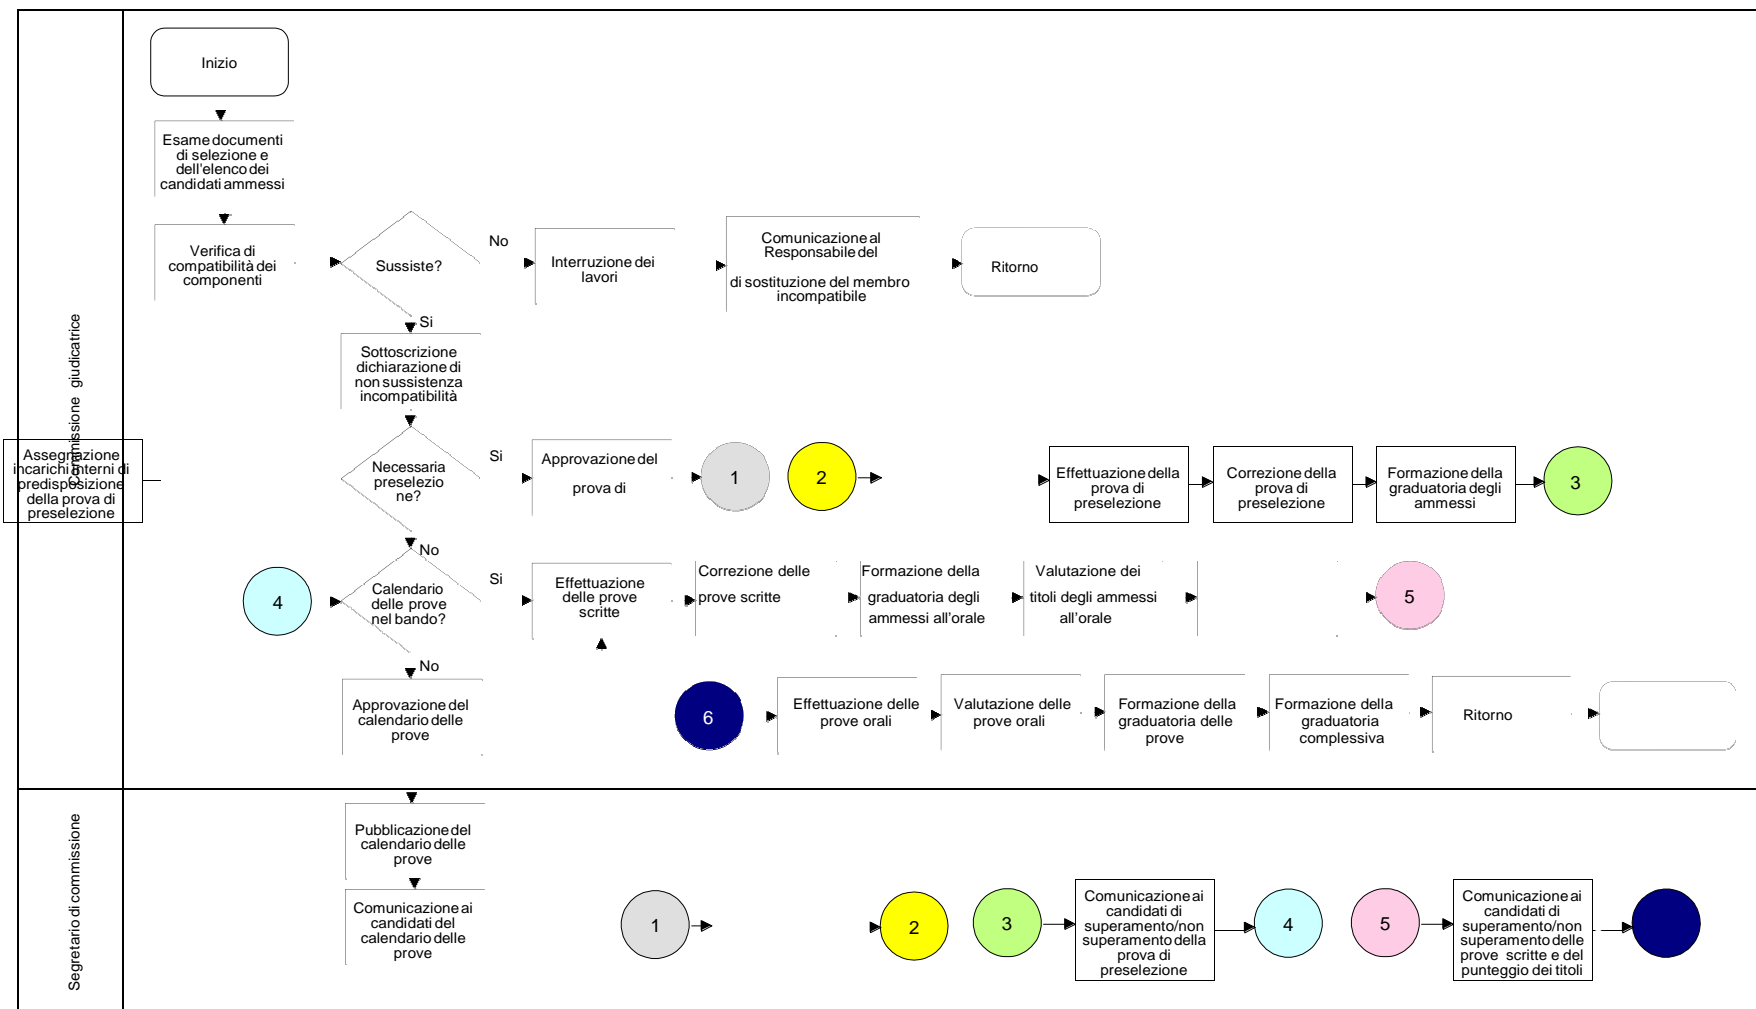 Commissione giudicatrice
Inizio
Esame documenti
di selezione e
dell'elenco dei
candidati ammessi
Verifica di
compatibilità dei
componenti
Sussiste?
No
Interruzione dei
lavori
Comunicazione al
Responsabile del
di sostituzione del membro
incompatibile
Ritorno
Si
Sottoscrizione
dichiarazione di
non sussistenza
incompatibilità
Assegnazione
incarichi interni di
predisposizione
della prova di
preselezione
Necessaria
preselezio
ne?
Si
Approvazione del
prova di
1
2
Effettuazione della
prova di
preselezione
Correzione della
prova di
preselezione
Formazione della
graduatoria degli
ammessi
3
No
4
Calendario
delle prove
nel bando?
Si
Effettuazione
delle prove
scritte
Correzione delle
prove scritte
Formazione della
graduatoria degli
ammessi all'orale
Valutazione dei
titoli degli ammessi
all'orale
5
No
Approvazione del
calendario delle
prove
6
Effettuazione delle
prove orali
Valutazione delle
prove orali
Formazione della
graduatoria delle
prove
Formazione della
graduatoria
complessiva
Ritorno
Segretario di commissione
Pubblicazione del
calendario delle
prove
Comunicazione ai
candidati del
calendario delle
prove
1
2
3
Comunicazione ai
candidati di
superamento/non
superamento della
prova di
preselezione
4
5
Comunicazione ai
candidati di
superamento/non
superamento delle
prove scritte e del
punteggio dei titoli